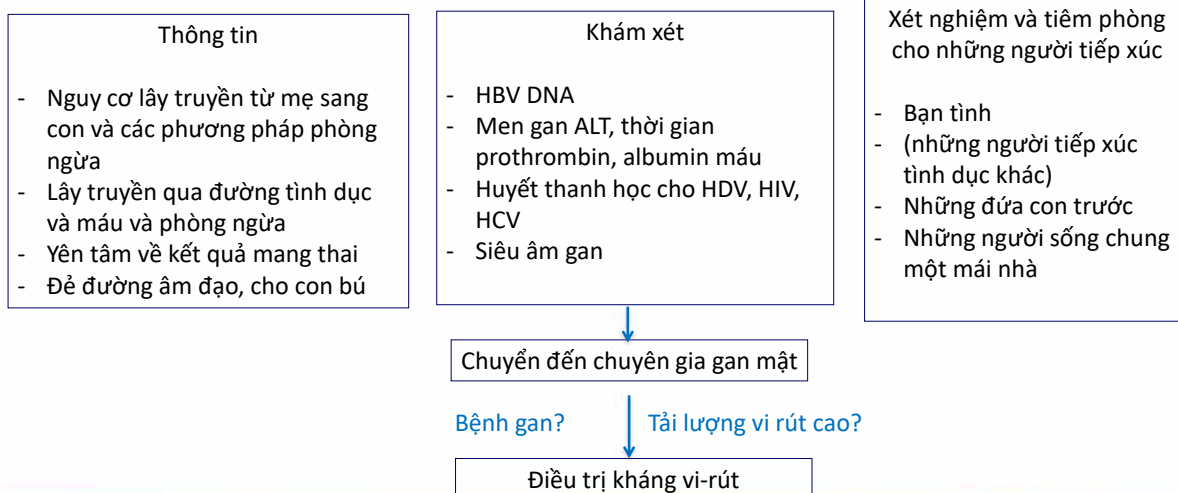 Thông tin
- Nguy cơ lây truyền từ mẹ sang
con và các phương pháp phòng
ngừa
- Lây truyền qua đường tình dục
và máu và phòng ngừa
- Yên tâm về kết quả mang thai
- Đẻ đường âm đạo, cho con bú
Khám xét
- HBV DNA
- Men gan ALT, thời gian
prothrombin, albumin máu
- Huyết thanh học cho HDV, HIV,
HCV
- Siêu âm gan
Xét nghiệm và tiêm phòng
cho những người tiếp xúc
- Bạn tình
- (những người tiếp xúc
tình dục khác)
- Những đứa con trước
- Những người sống chung
một mái nhà
Chuyển đến chuyên gia gan mật
Bệnh gan?
Tải lượng vi rút cao?
Điều trị kháng vi-rút